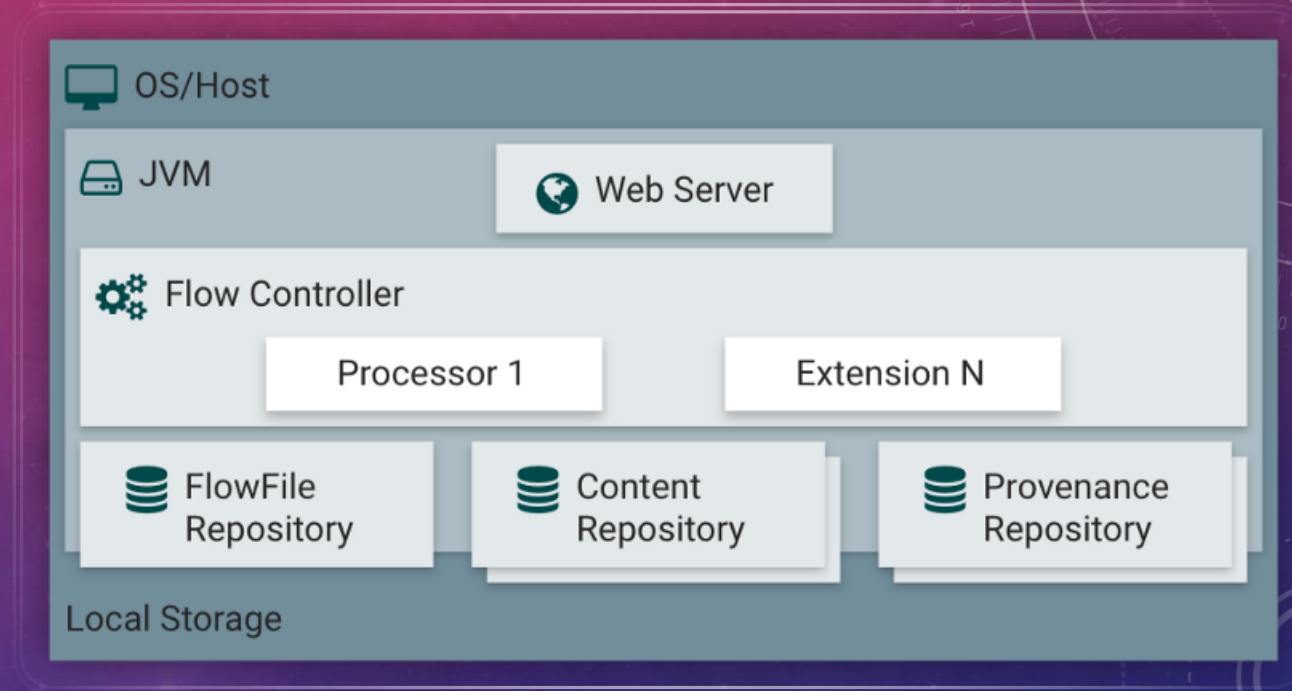 OS/Host
JVM
Web Server
Flow Controller
Processor 1
Extension N
FlowFile
Repository
Content
Repository
Provenance
Repository
Local Storage